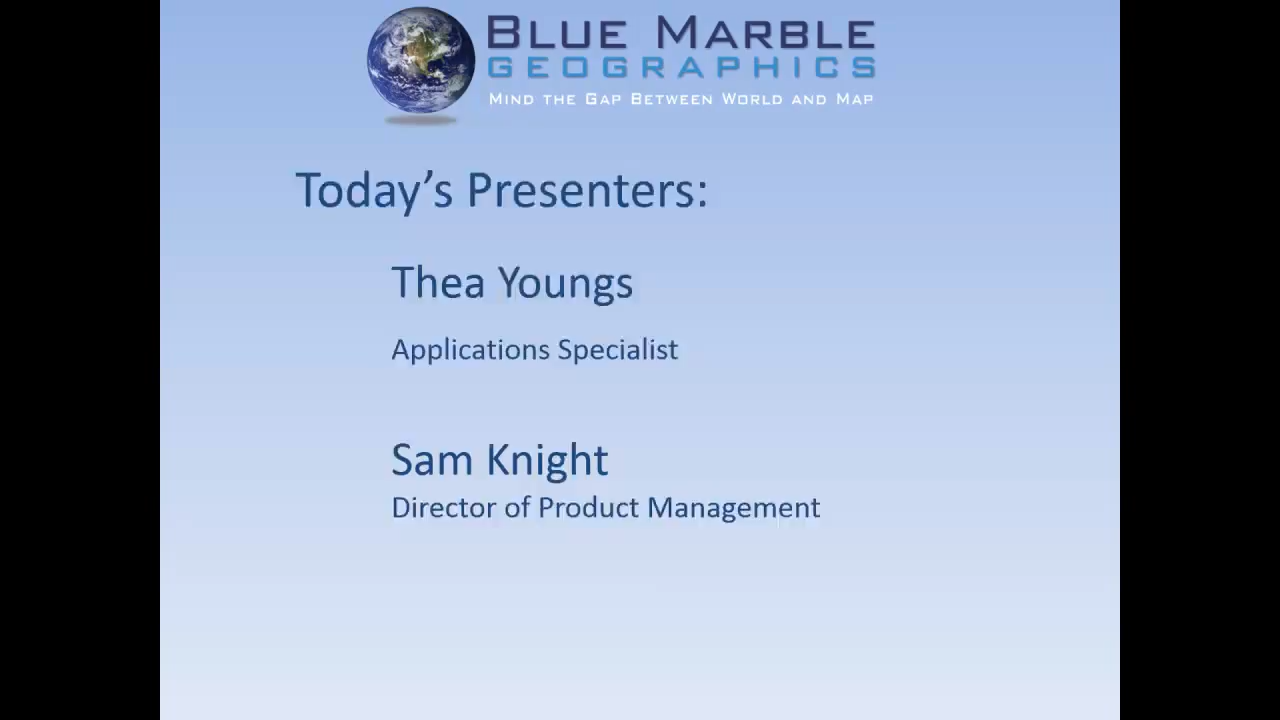 BLUE MARBLE
GEOGRAPHICS
MIND THE GAP BETWEEN WORLD AND MAP
Today's Presenters:
Thea Youngs
Applications Specialist
Sam Knight
Director of Product Management